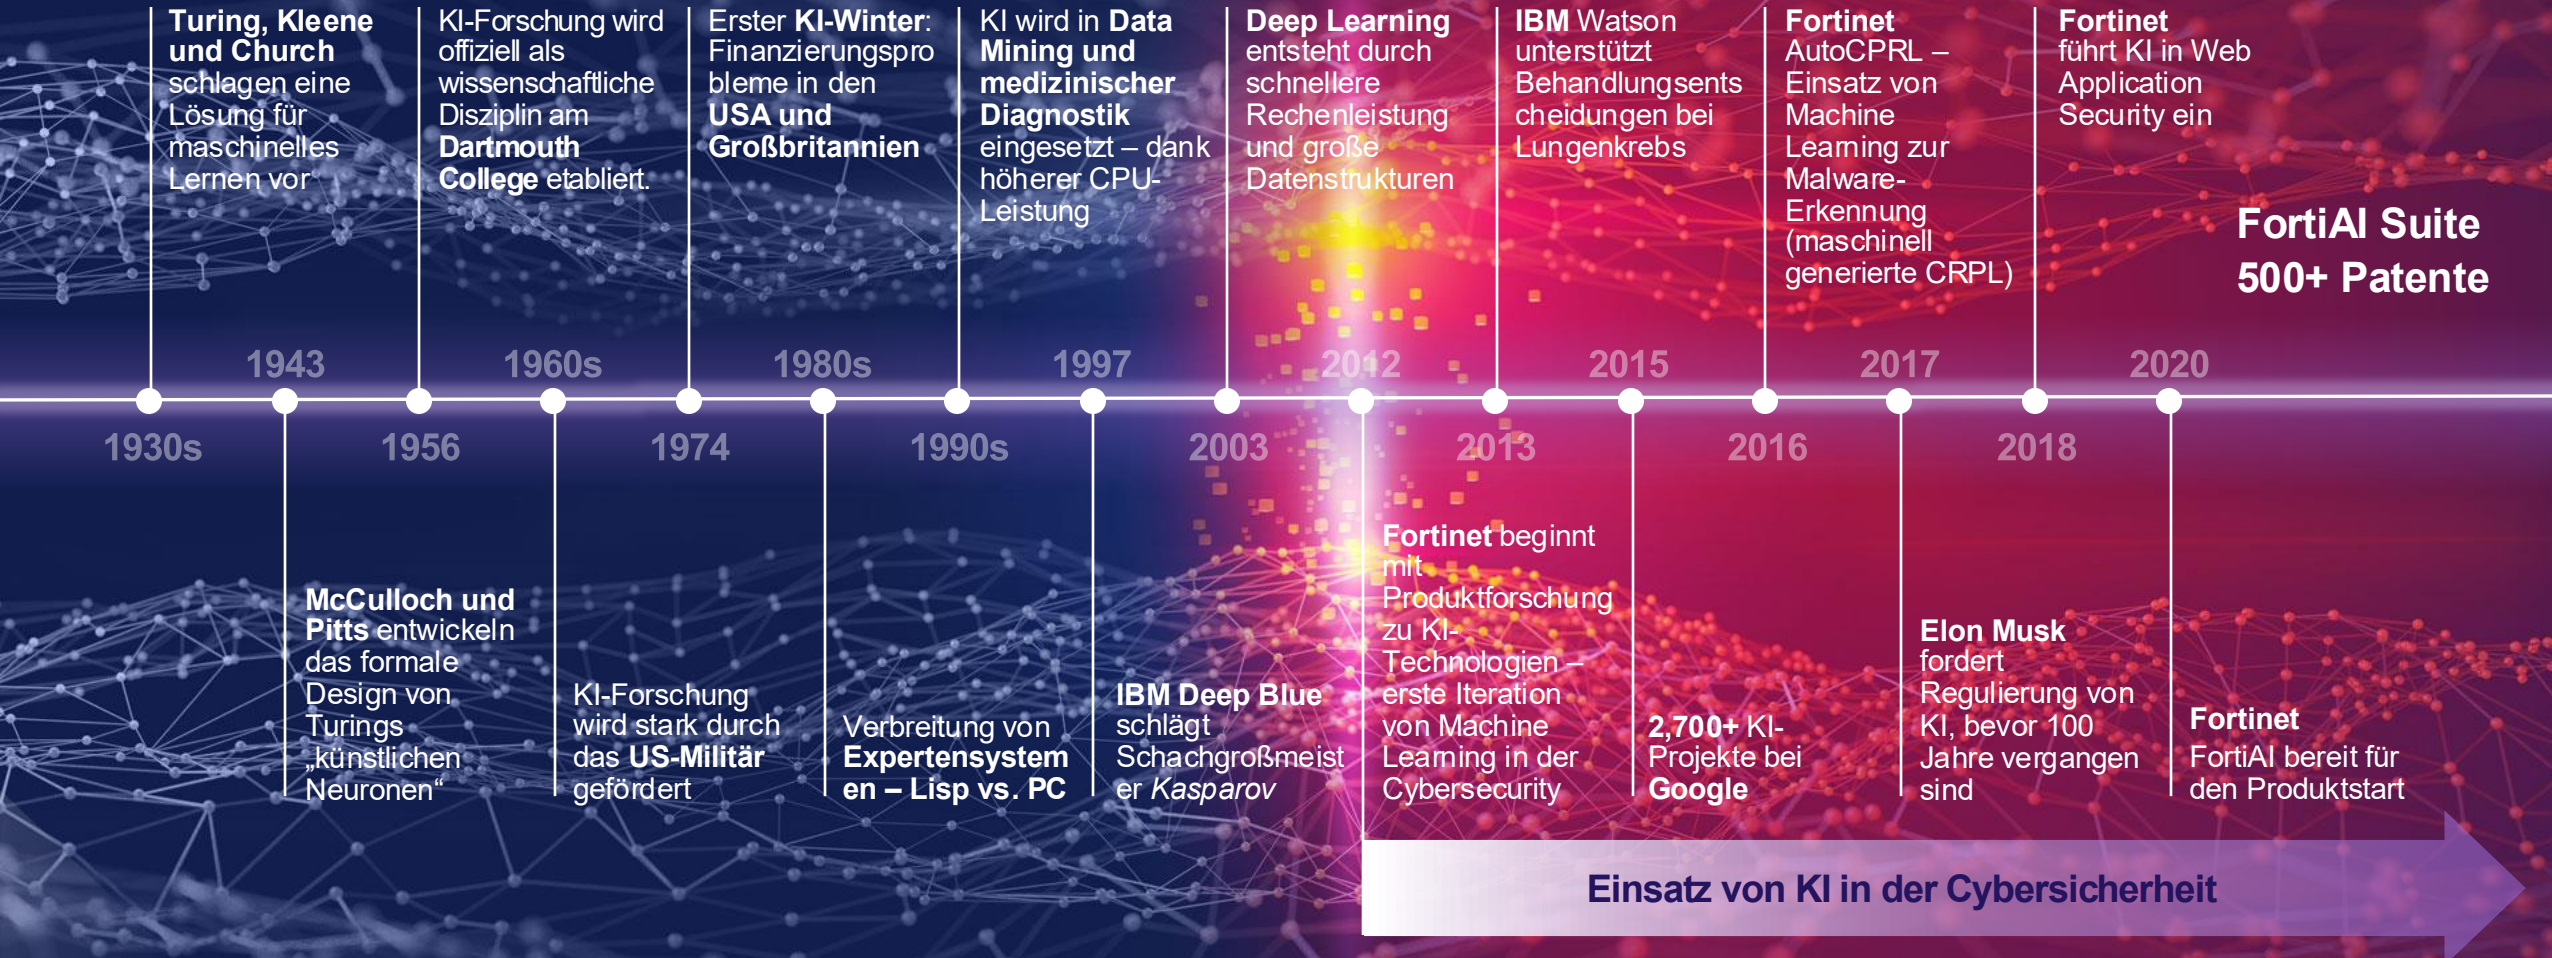 Turing, Kleene
und Church
schlagen eine
Lösung für
maschinelles
Lernen vor
KI-Forschung wird
offiziell als
wissenschaftliche
Disziplin am
Dartmouth
College etabliert.
Erster KI-Winter:
Finanzierungspro
bleme in den
USA und
Großbritannien
KI wird in Data
Mining und
medizinischer
Diagnostik
eingesetzt – dank
höherer CPU-
Leistung
Deep Learning
entsteht durch
schnellere
Rechenleistung
und große
Datenstrukturen
IBM Watson
unterstützt
Behandlungsents
cheidungen bei
Lungenkrebs
Fortinet
AutoCPRL –
Einsatz von
Machine
Learning zur
Malware-
Erkennung
(maschinell
generierte CRPL)
Fortinet
führt KI in Web
Application
Security ein
FortiAI Suite
500+ Patente
1943
1960s
1980s
1997
2012
2015
2017
2020
1930s
1956
1974
1990s
2003
2013
2016
2018
McCulloch und
Pitts entwickeln
das formale
Design von
Turings
„künstlichen
Neuronen“
KI-Forschung
wird stark durch
das US-Militär
gefördert
Verbreitung von
Expertensystem
en – Lisp vs. PC
IBM Deep Blue
schlägt
Schachgroßmeist
er Kasparov
Fortinet beginnt
mit
Produktforschung
zu KI-
Technologien –
erste Iteration
von Machine
Learning in der
Cybersecurity
2,700+ KI-
Projekte bei
Google
Elon Musk
fordert
Regulierung von
KI, bevor 100
Jahre vergangen
sind
Fortinet
FortiAI bereit für
den Produktstart
Einsatz von KI in der Cybersicherheit